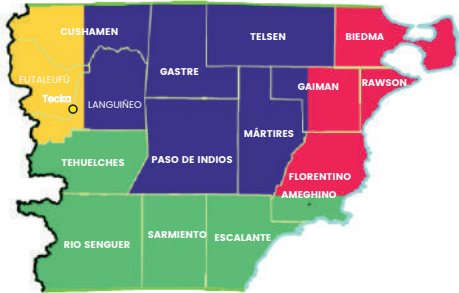 CUSHAMEN
TELSEN
BIEDMA
GASTRE
FUTALEUFÚ
Tecka
LANGUIÑEO
GAIMAN
RAWSON
MÁRTIRES
TEHUELCHES
PASO DE INDIOS
FLORENTINO
AMEGHINO
RIO SENGUER
SARMIENTO
ESCALANTE